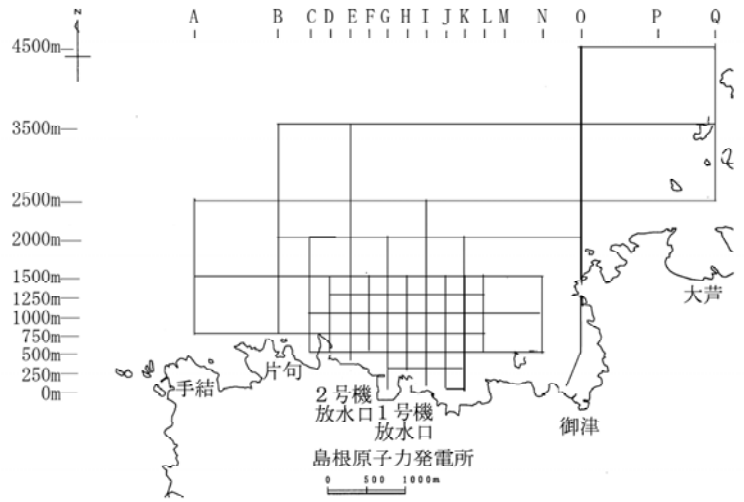 A B C D E F G H I J K L M N O P Q
z
4500m
3500m
2500m
2000m
1500m
1250m
1000m
750m
500m
250m
0m
大芦
手結
片句
2号機
放水口
1号機
放水口
御津
島根原子力発電所
0 500 1000m